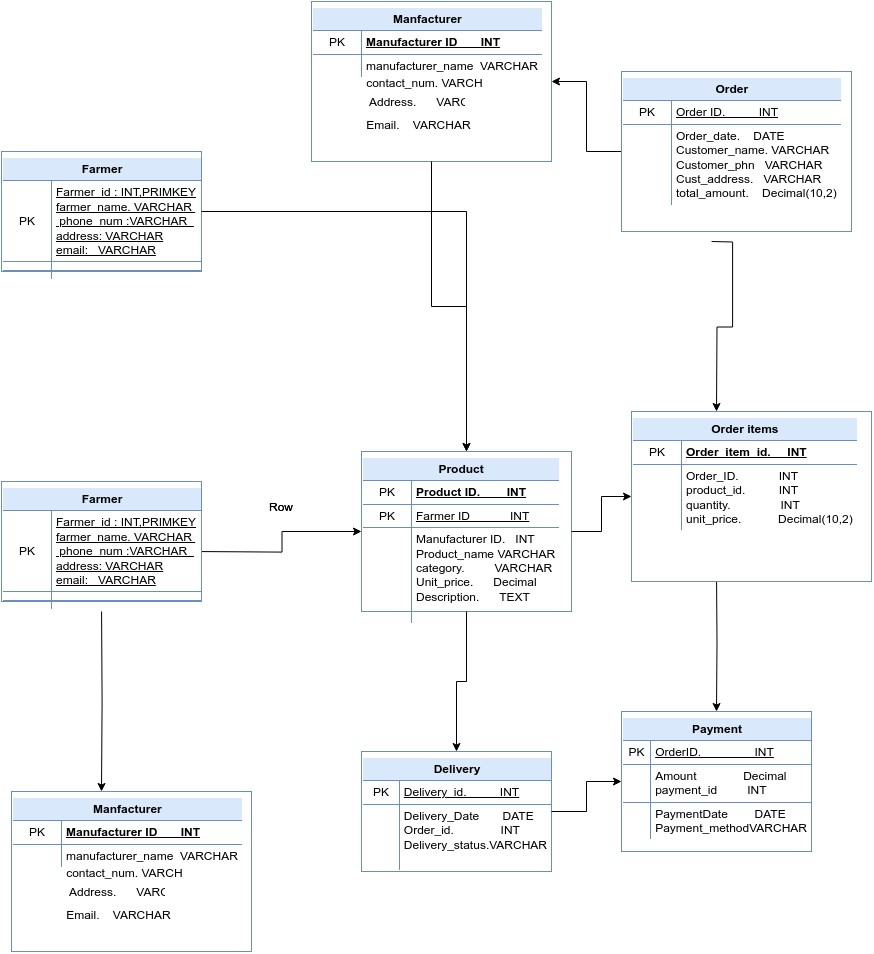 Manfacturer
PK Manufacturer ID INT
manufacturer_name VARCHAR
contact_num. VARCH
Address. VARC
Email. VARCHAR
Order
PK Order ID. INT
Order_date. DATE
Customer_name. VARCHAR
Customer_phn VARCHAR
Cust_address. VARCHAR
total_amount. Decimal(10,2)
Farmer
Farmer_id : INT,PRIMKEY
farmer_name. VARCHAR
PK phone_num :VARCHAR
address: VARCHAR
email: VARCHAR
Order items
PK Order_item_id. INT
Order_ID. INT
product_id. INT
quantity. INT
unit_price. Decimal(10,2)
Product
PK Product ID. INT
PK Farmer ID INT
Manufacturer ID. INT
Product_name VARCHAR
category. VARCHAR
Unit_price. Decimal
Description. TEXT
Farmer
Farmer_id : INT,PRIMKEY
farmer_name. VARCHAR
PK phone_num :VARCHAR
address: VARCHAR
email: VARCHAR
Row
Payment
PK OrderID. INT
Amount Decimal
payment_id INT
PaymentDate DATE
Payment_methodVARCHAR
Delivery
PK Delivery_id. INT
Delivery_Date DATE
Order_id. INT
Delivery_status.VARCHAR
Manfacturer
PK Manufacturer ID INT
manufacturer_name VARCHAR
contact_num. VARCH
Address. VARC
Email. VARCHAR